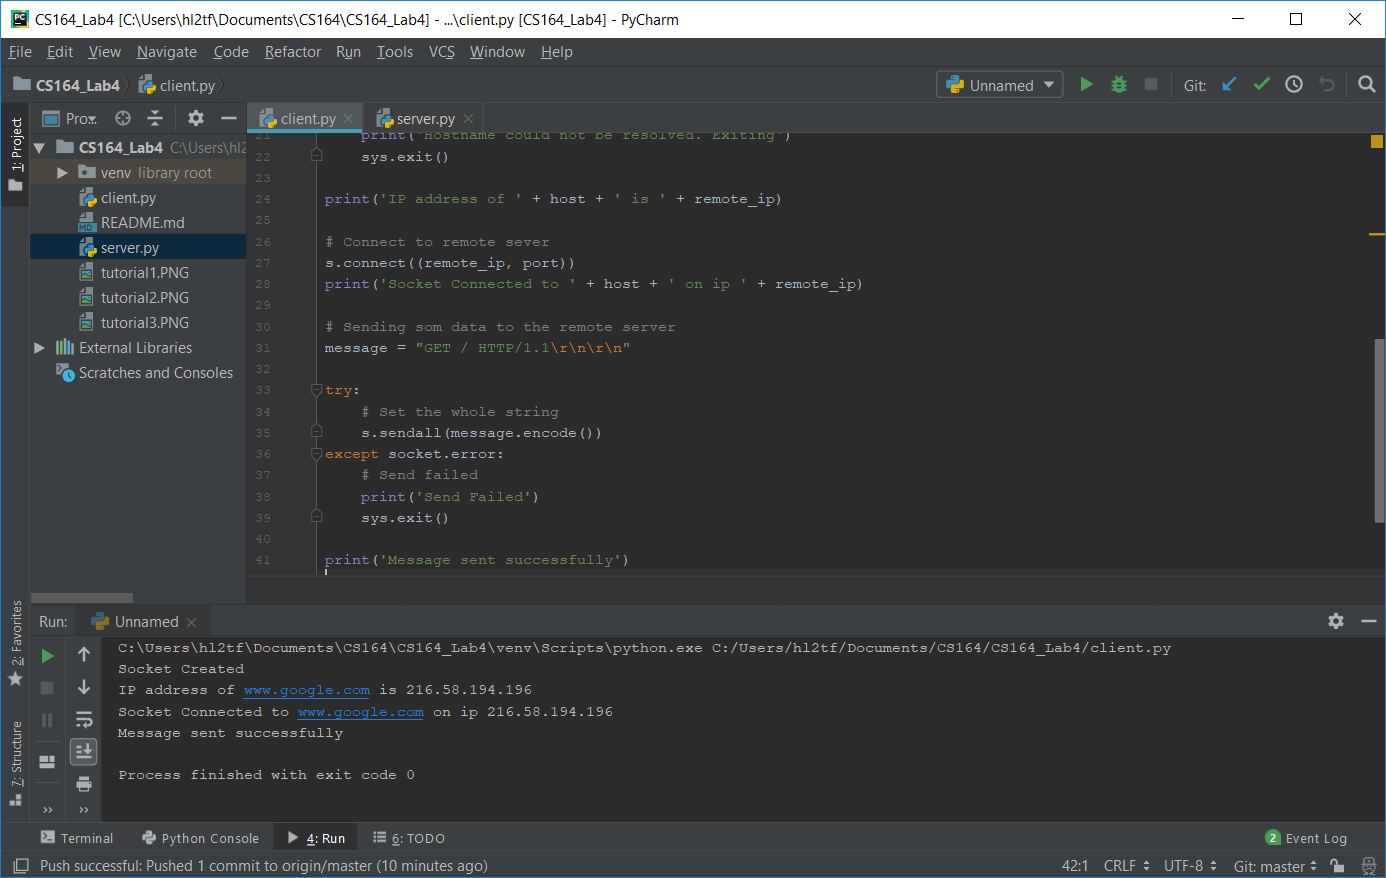 CS164_Lab4 [C:\Users\hl2tf\Documents\CS164\CS164_Lab4] - ...\client.py [CS164_Lab4] - PyCharm
File Edit View Navigate Code Refactor Run Tools VCS Window Help
CS164_Lab4 client.py Unnamed Git:
1: Project
Pro
client.py server.py
CS164_Lab4 C:\Users\hl2
venv library root
client.py
README.md
server.py
tutorial1.PNG
tutorial2.PNG
tutorial3.PNG
External Libraries
Scratches and Consoles
21 print('Hostname could not be resolved. Exiting')
22 sys.exit()
23
24 print('IP address of ' + host + ' is ' + remote_ip)
25
26 # Connect to remote sever
27 s.connect((remote_ip, port))
28 print('Socket Connected to ' + host + ' on ip ' + remote_ip)
29
30 # Sending som data to the remote server
31 message = "GET / HTTP/1.1\r\n\r\n"
32
33 try:
34 # Set the whole string
35 s.sendall(message.encode())
36 except socket.error:
37 # Send failed
38 print('Send Failed')
39 sys.exit()
40
41 print('Message sent successfully')
2: Favorites
7: Structure
Run: Unnamed
C:\Users\hl2tf\Documents\CS164\CS164_Lab4\venv\Scripts\python.exe C:/Users/hl2tf/Documents/CS164/CS164_Lab4/client.py
Socket Created
IP address of www.google.com is 216.58.194.196
Socket Connected to www.google.com on ip 216.58.194.196
Message sent successfully
Process finished with exit code 0
Terminal Python Console 4: Run 6: TODO 2 Event Log
Push successful: Pushed 1 commit to origin/master (10 minutes ago) 42:1 CRLF UTF-8 Git: master